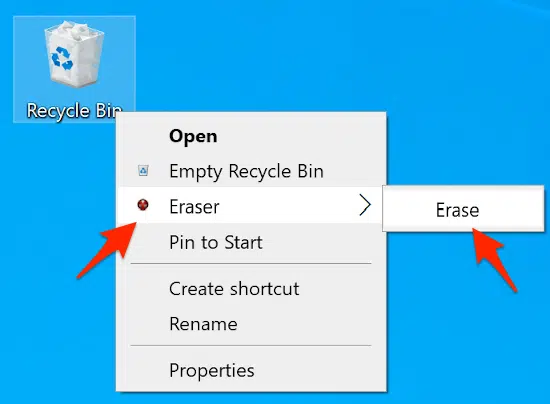 Recycle Bin
Open
Empty Recycle Bin
Eraser
Erase
Pin to Start
Create shortcut
Rename
Properties